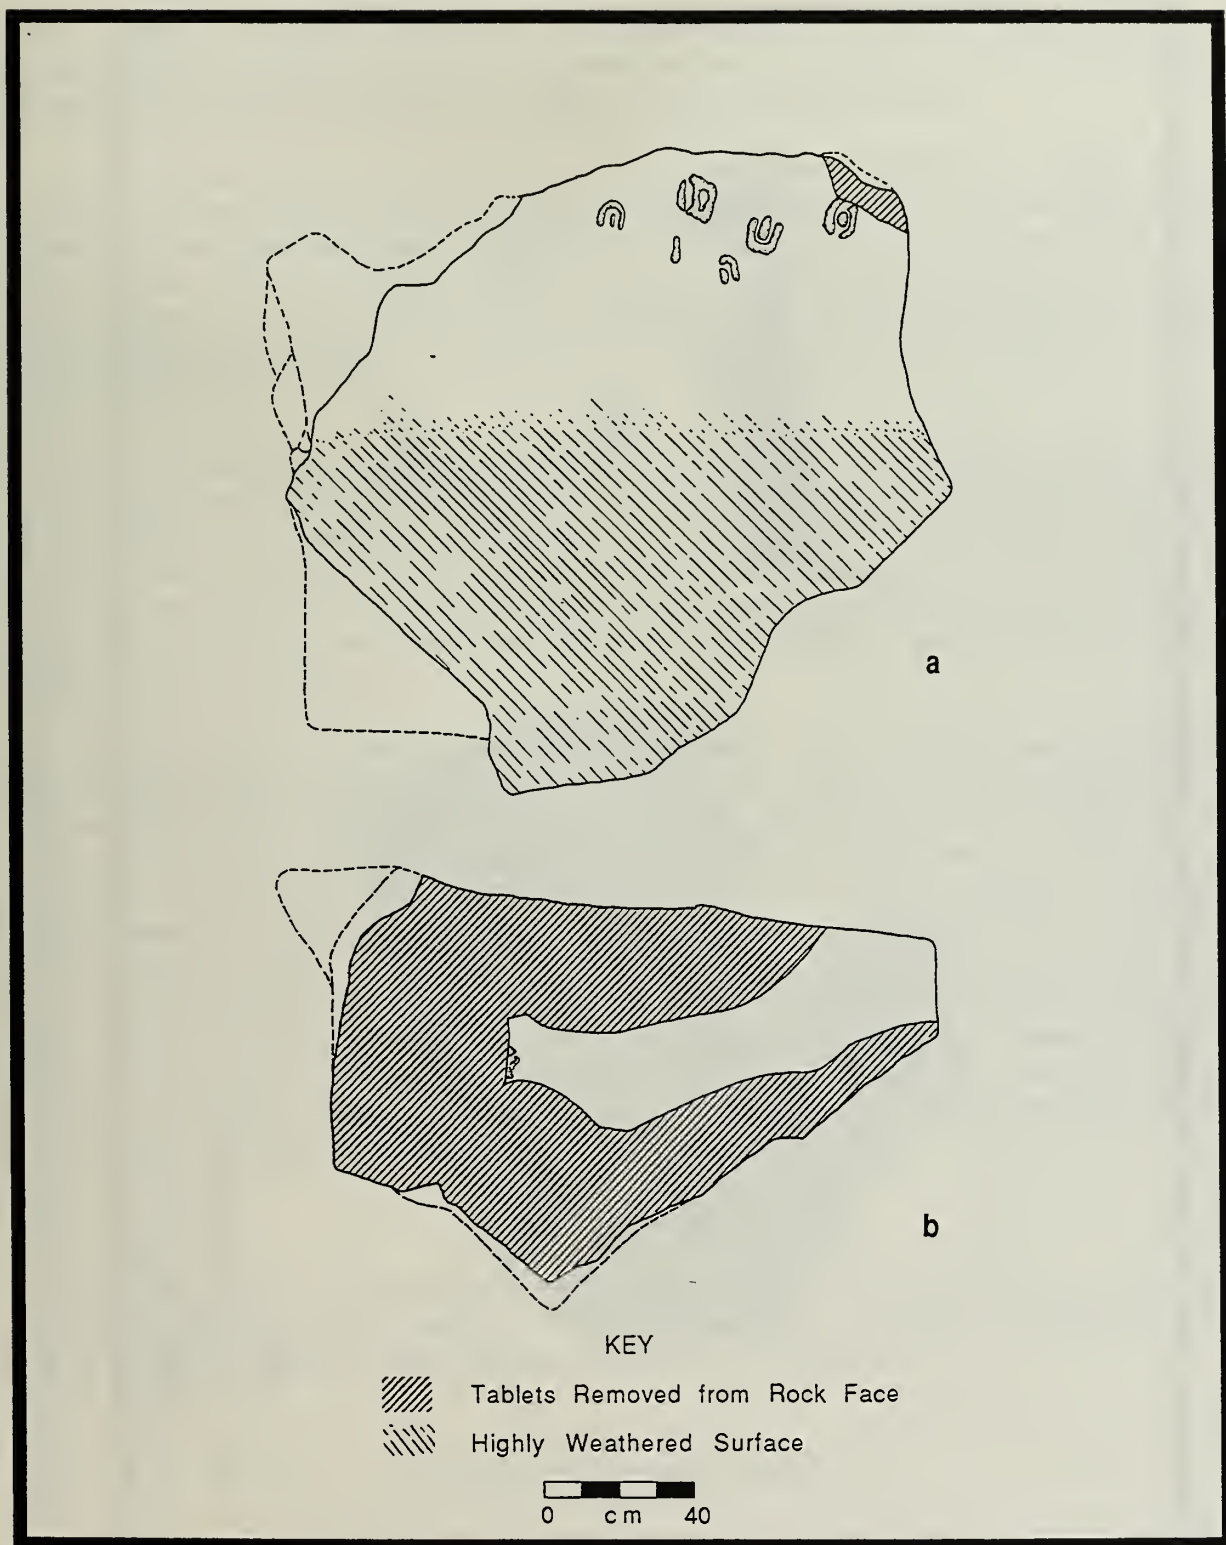 a
b
KEY
Tablets Removed from Rock Face
Highly Weathered Surface
0 cm 40